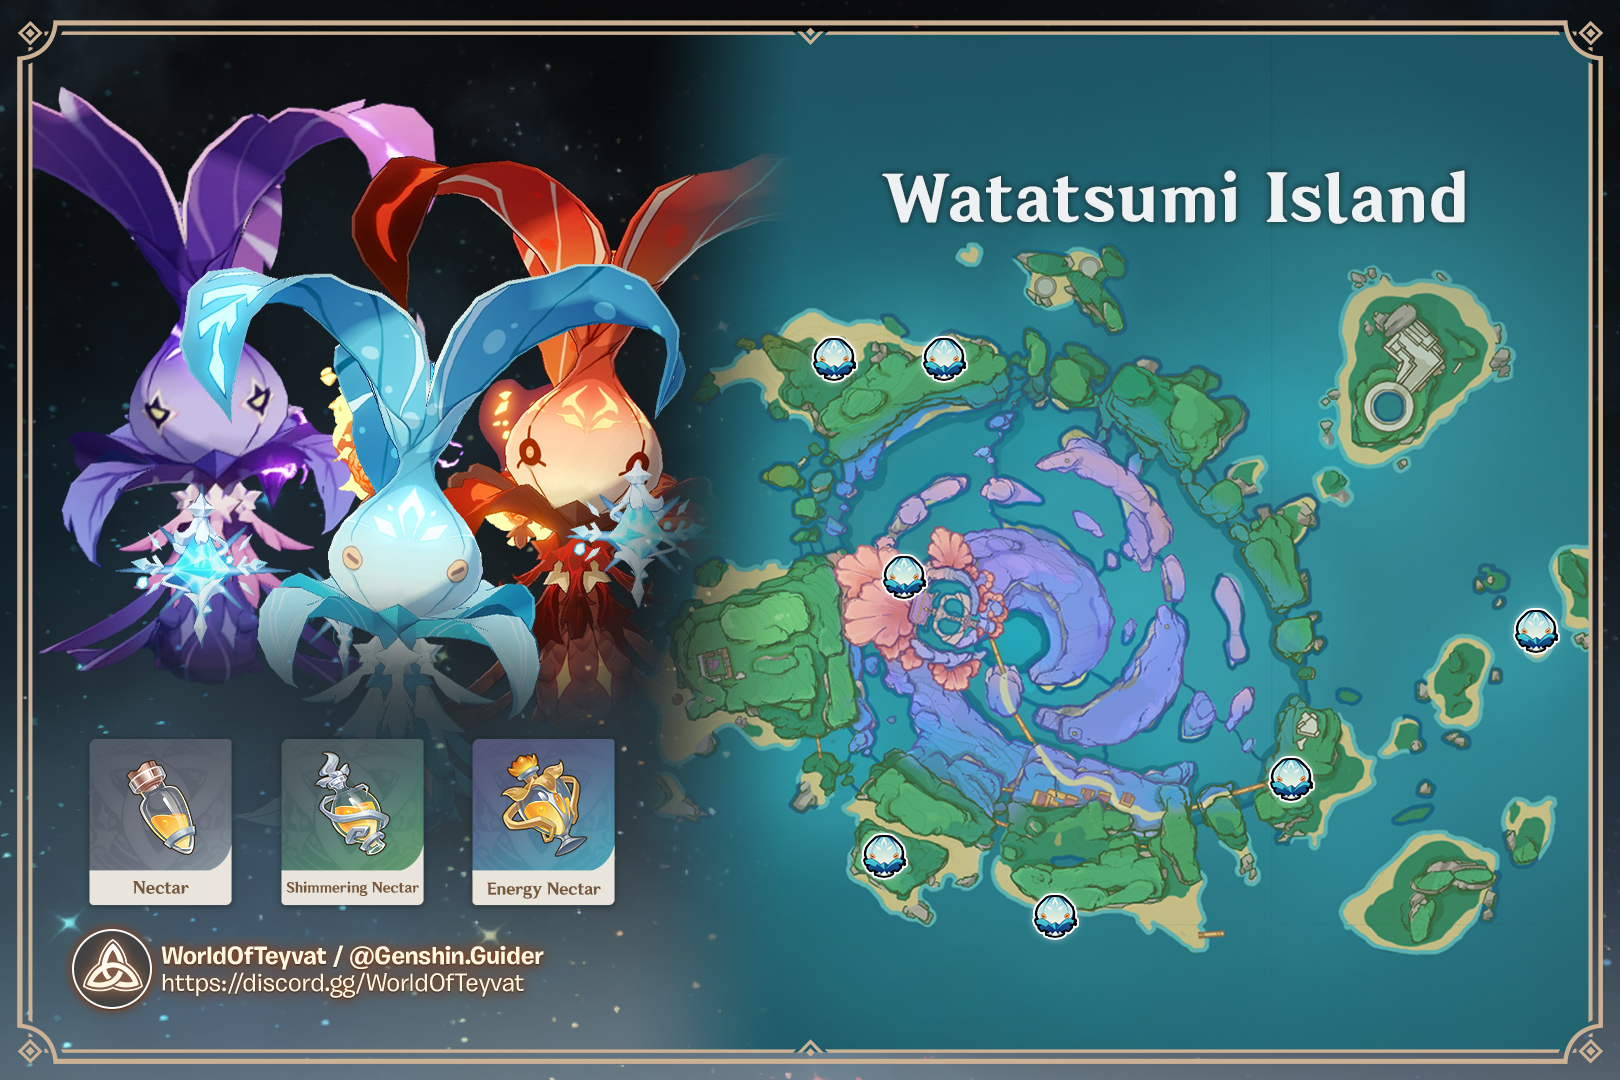 Watatsumi Island
Nectar
Shimmering Nectar
Energy Nectar
WorldOfTeyvat / @Genshin.Guider
https://discord.gg/WorldOfTeyvat